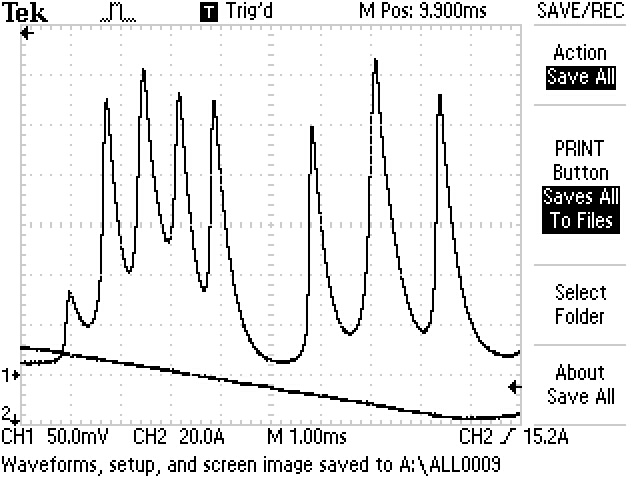 Tek T Trig'd M Pos: 9.900ms SAVE/REC
Action
Save All
PRINT
Button
Saves All
To Files
Select
Folder
About
Save All
1
2
CH1 50.0mV CH2 20.0A M 1.00ms CH2 15.2A
Waveforms, setup, and screen image saved to A:\ALL0009